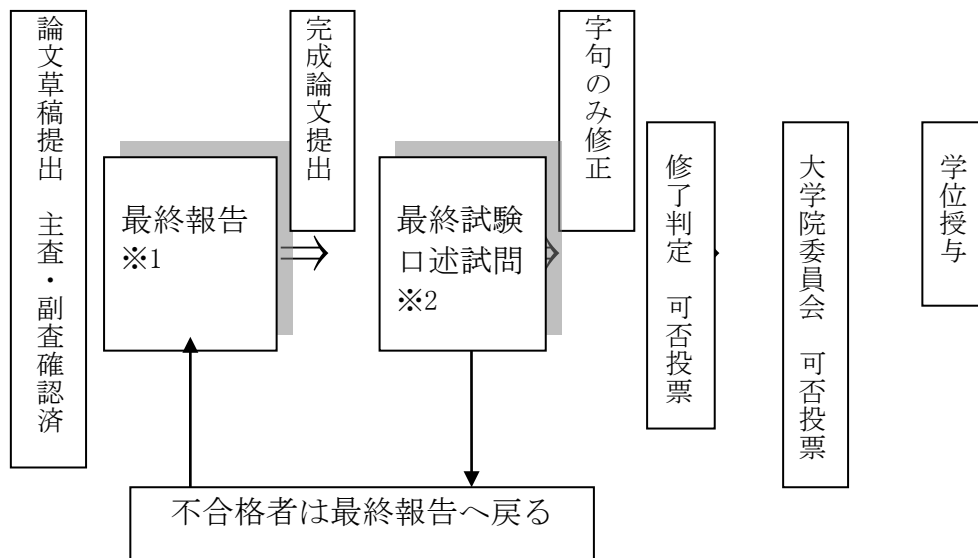 論文草稿提出　主査・副査確認済
最終報告
※1
完成論文提出
最終試験
口述試問
※2
字句のみ修正
修了判定　可否投票
大学院委員会　可否投票
学位授与
不合格者は最終報告へ戻る